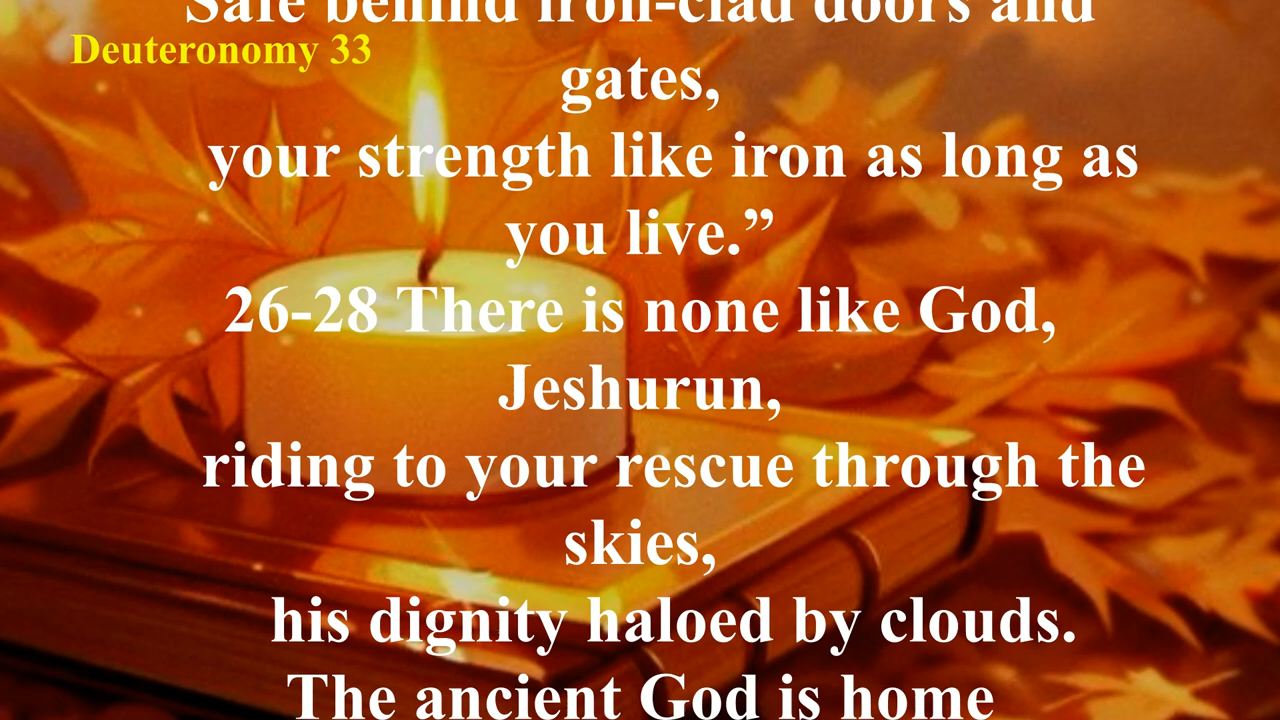 Safe behind iron-clad doors and
Deuteronomy 33
gates,
your strength like iron as long as
you live.”
26-28 There is none like God,
Jeshurun,
riding to your rescue through the
skies,
his dignity haloed by clouds.
The ancient God is home